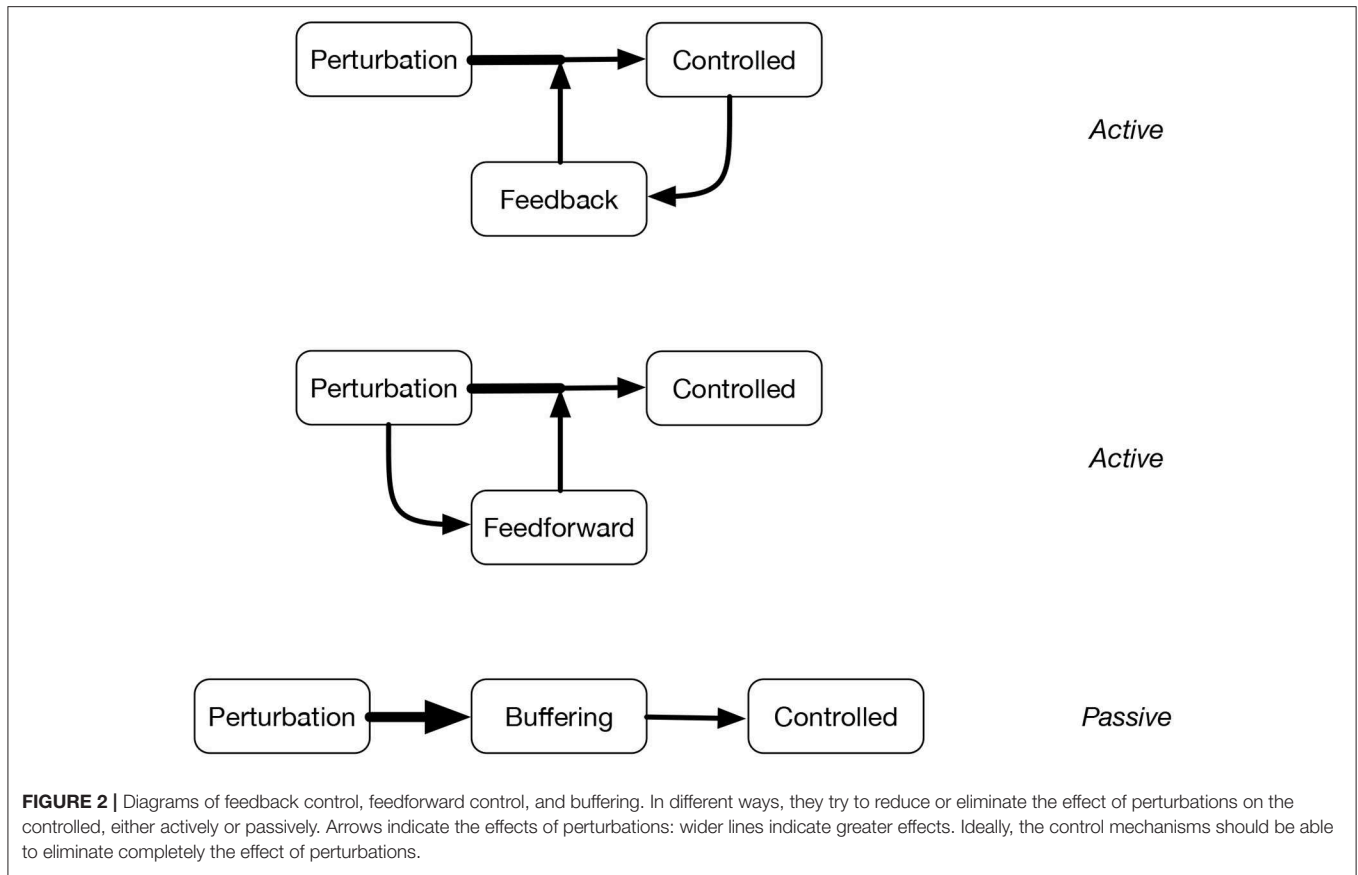 Perturbation
Controlled
Active
Feedback
Perturbation
Controlled
Active
Feedforward
Perturbation
Buffering
Controlled
Passive
FIGURE 2 | Diagrams of feedback control, feedforward control, and buffering. In different ways, they try to reduce or eliminate the effect of perturbations on the
controlled, either actively or passively. Arrows indicate the effects of perturbations: wider lines indicate greater effects. Ideally, the control mechanisms should be able
to eliminate completely the effect of perturbations.